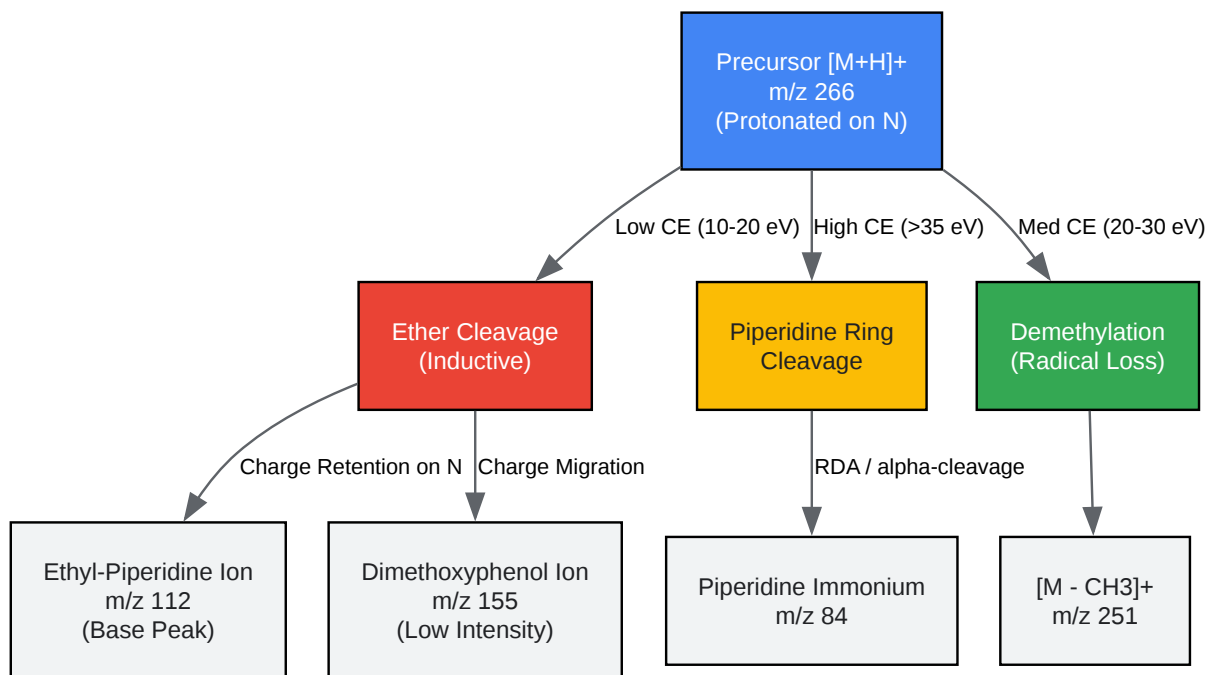 Precursor [M+H]+
m/z 266
(Protonated on N)
Low CE (10-20 eV)
High CE (>35 eV)
Med CE (20-30 eV)
Ether Cleavage
(Inductive)
Piperidine Ring
Cleavage
Demethylation
(Radical Loss)
Charge Retention on N
Charge Migration
RDA / alpha-cleavage
Ethyl-Piperidine Ion
m/z 112
(Base Peak)
Dimethoxyphenol Ion
m/z 155
(Low Intensity)
Piperidine Immonium
m/z 84
[M - CH3]+
m/z 251